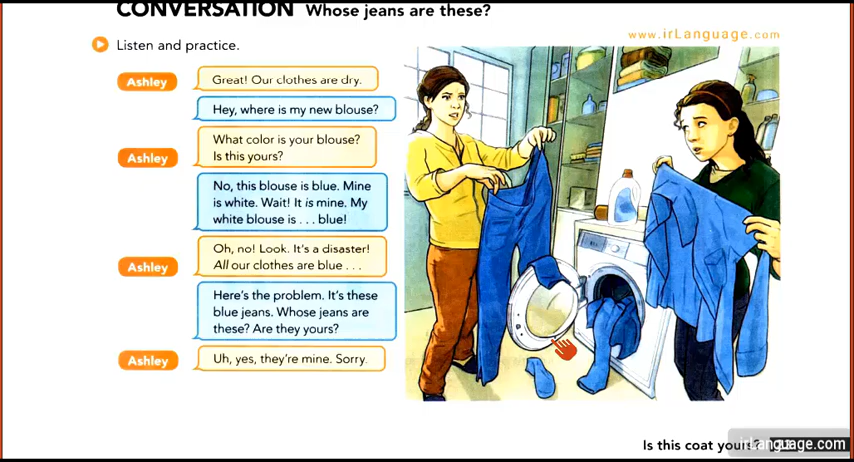 CONVERSATION Whose jeans are these?
www.irLanguage.com
Listen and practice.
Ashley
Great! Our clothes are dry.
Hey, where is my new blouse?
Ashley
What color is your blouse?
Is this yours?
No, this blouse is blue. Mine
is white. Wait! It is mine. My
white blouse is . . . blue!
Ashley
Oh, no! Look. It's a disaster!
All our clothes are blue . . .
Here's the problem. It's these
blue jeans. Whose jeans are
these? Are they yours?
Ashley
Uh, yes, they're mine. Sorry.
Is this coat yours?
irLanguage.com